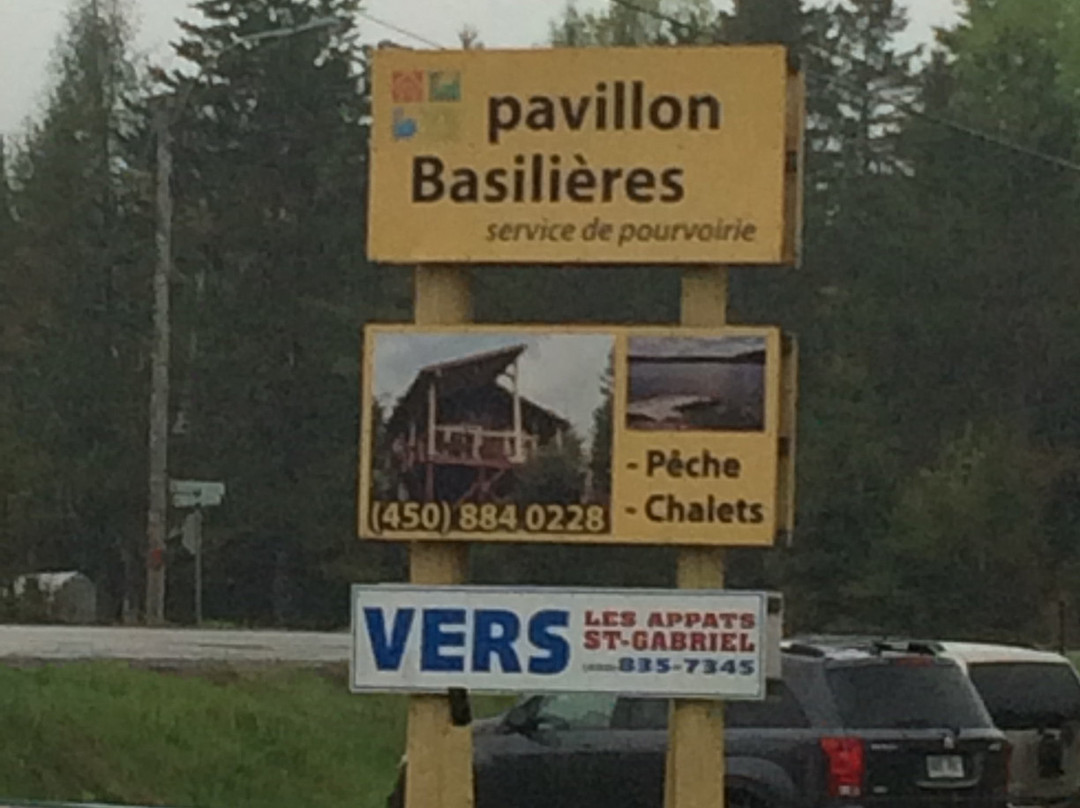 pavillon
Basilières
service de pourvoirie
- Pêche
- Chalets
(450) 884 0228
VERS
LES APPATS
ST-GABRIEL
835-7345